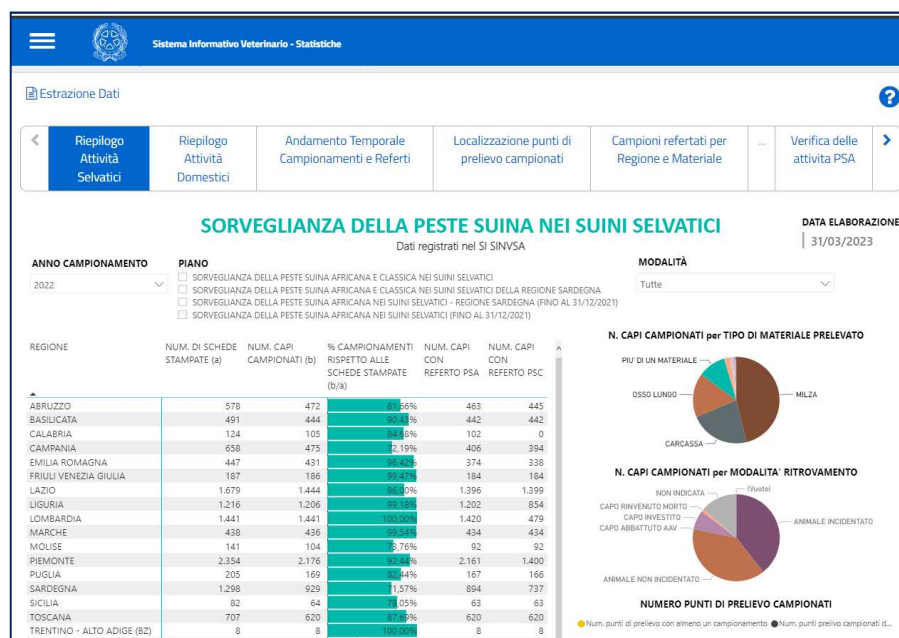 Sistema Informativo Veterinario - Statistiche
Estrazione Dati
?
Riepilogo Attività Selvatici
Riepilogo Attività Domestici
Andamento Temporale Campionamenti e Referti
Localizzazione punti di prelievo campionati
Campioni refertati per Regione e Materiale
...
Verifica delle attivita PSA
SORVEGLIANZA DELLA PESTE SUINA NEI SUINI SELVATICI
Dati registrati nel SI SINVSA
DATA ELABORAZIONE
31/03/2023
ANNO CAMPIONAMENTO
2022
PIANO
SORVEGLIANZA DELLA PESTE SUINA AFRICANA E CLASSICA NEI SUINI SELVATICI
SORVEGLIANZA DELLA PESTE SUINA AFRICANA E CLASSICA NEI SUINI SELVATICI DELLA REGIONE SARDEGNA
SORVEGLIANZA DELLA PESTE SUINA AFRICANA NEI SUINI SELVATICI - REGIONE SARDEGNA (FINO AL 31/12/2021)
SORVEGLIANZA DELLA PESTE SUINA AFRICANA NEI SUINI SELVATICI (FINO AL 31/12/2021)
MODALITÀ
Tutte
REGIONE NUM. DI SCHEDE STAMPATE (a) NUM. CAPI CAMPIONATI (b) % CAMPIONAMENTI RISPETTO ALLE SCHEDE STAMPATE (b/a) NUM. CAPI CON REFERTO PSA NUM. CAPI CON REFERTO PSC
ABRUZZO 578 472 81,66% 463 445
BASILICATA 491 444 90,43% 442 442
CALABRIA 124 105 84,68% 102 0
CAMPANIA 658 475 72,19% 406 394
EMILIA ROMAGNA 447 431 96,42% 374 338
FRIULI VENEZIA GIULIA 187 186 99,47% 184 184
LAZIO 1.679 1.444 86,00% 1.396 1.399
LIGURIA 1.216 1.206 99,18% 1.202 854
LOMBARDIA 1.441 1.441 100,00% 1.420 479
MARCHE 438 436 99,54% 434 434
MOLISE 141 104 73,76% 92 92
PIEMONTE 2.354 2.176 92,44% 2.161 1.400
PUGLIA 205 169 82,44% 167 166
SARDEGNA 1.298 929 71,57% 894 737
SICILIA 82 64 78,05% 63 63
TOSCANA 707 620 87,69% 620 620
TRENTINO - ALTO ADIGE (BZ) 8 8 100,00% 8 8
N. CAPI CAMPIONATI per TIPO DI MATERIALE PRELEVATO
PIU' DI UN MATERIALE
OSSO LUNGO
MILZA
CARCASSA
N. CAPI CAMPIONATI per MODALITA' RITROVAMENTO
(Vuoto)
NON INDICATA
CAPO RINVENUTO MORTO
CAPO INVESTITO
CAPO ABBATTUTO AAV
ANIMALE INCIDENTATO
ANIMALE NON INCIDENTATO
NUMERO PUNTI DI PRELIEVO CAMPIONATI
Num. punti di prelievo con almeno un campionamento Num. punti prelivo campionati d...